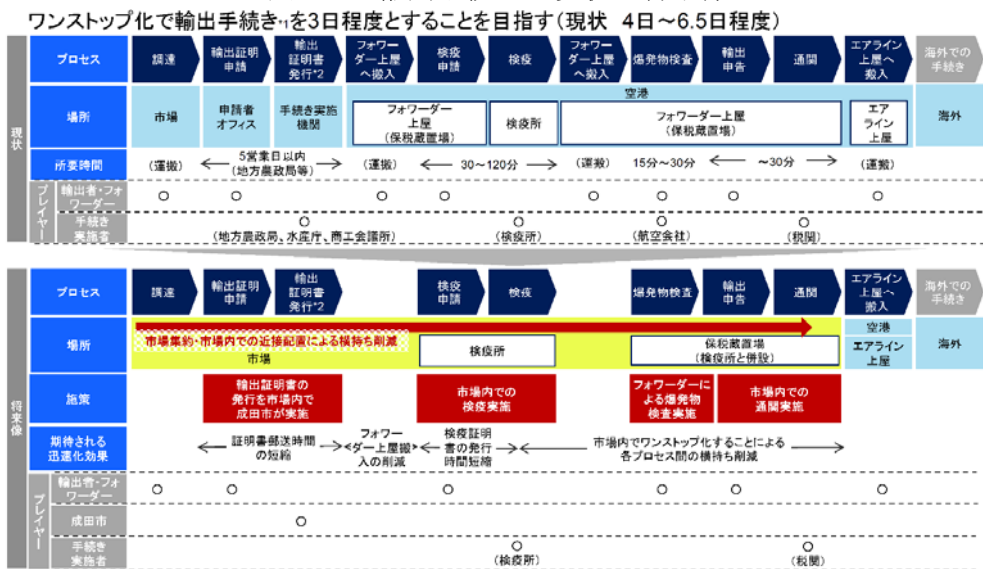 ワンストップ化で輸出手続き*1を3日程度とすることを目指す(現状 4日～6.5日程度)
現状
プロセス
調達
輸出証明
申請
輸出
証明書
発行*2
フォワー
ダー上屋
へ搬入
検疫
申請
検疫
フォワー
ダー上屋
へ搬入
爆発物検査
輸出
申告
通関
エアライン
上屋へ
搬入
海外での
手続き
場所
市場
申請者
オフィス
手続き実施
機関
空港
フォワーダー
上屋
(保税蔵置場)
検疫所
フォワーダー上屋
(保税蔵置場)
エア
ライン
上屋
海外
所要時間
(運搬)
5営業日以内
(地方農政局等)
(運搬)
30～120分
(運搬)
15分～30分
～30分
(運搬)
プレイヤー
輸出者・フォ
ワーダー
○ ○ ○ ○ ○ ○ ○ ○
手続き
実施者
○ ○ ○ ○
(地方農政局、水産庁、商工会議所)
(検疫所)
(航空会社)
(税関)
将来像
プロセス
調達
輸出証明
申請
輸出
証明書
発行*2
検疫
申請
検疫
爆発物検査
輸出
申告
通関
エアライン
上屋へ
搬入
海外での
手続き
場所
市場集約・市場内での近接配置による横持ち削減
市場
検疫所
保税蔵置場
(検疫所と併設)
空港
エアライン
上屋
海外
施策
輸出証明書の
発行を市場内で
成田市が実施
市場内での
検疫実施
フォワーダーに
よる爆発物
検査実施
市場内での
通関実施
期待される
迅速化効果
証明書郵送時間
の短縮
フォワー
ダー上屋搬
入の削減
検疫証明
書の発行
時間短縮
市場内でワンストップ化することによる
各プロセス間の横持ち削減
プレイヤー
輸出者・フォ
ワーダー
○ ○ ○ ○ ○ ○
成田市
○
手続き
実施者
○ ○
(検疫所)
(税関)